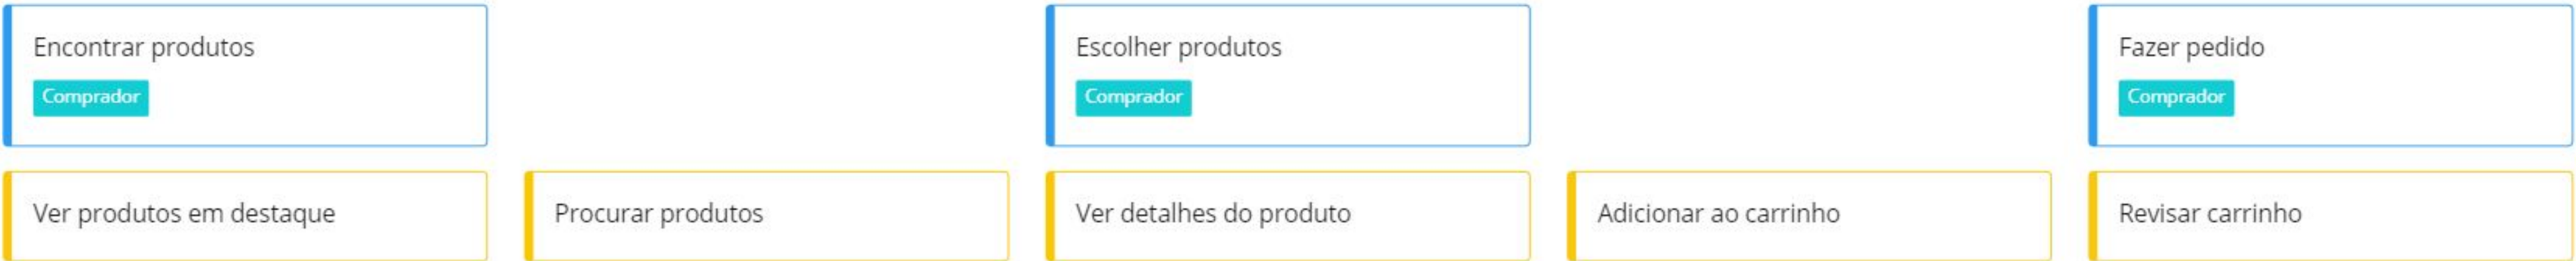 Encontrar produtos
Comprador
Escolher produtos
Comprador
Fazer pedido
Comprador
Ver produtos em destaque
Procurar produtos
Ver detalhes do produto
Adicionar ao carrinho
Revisar carrinho